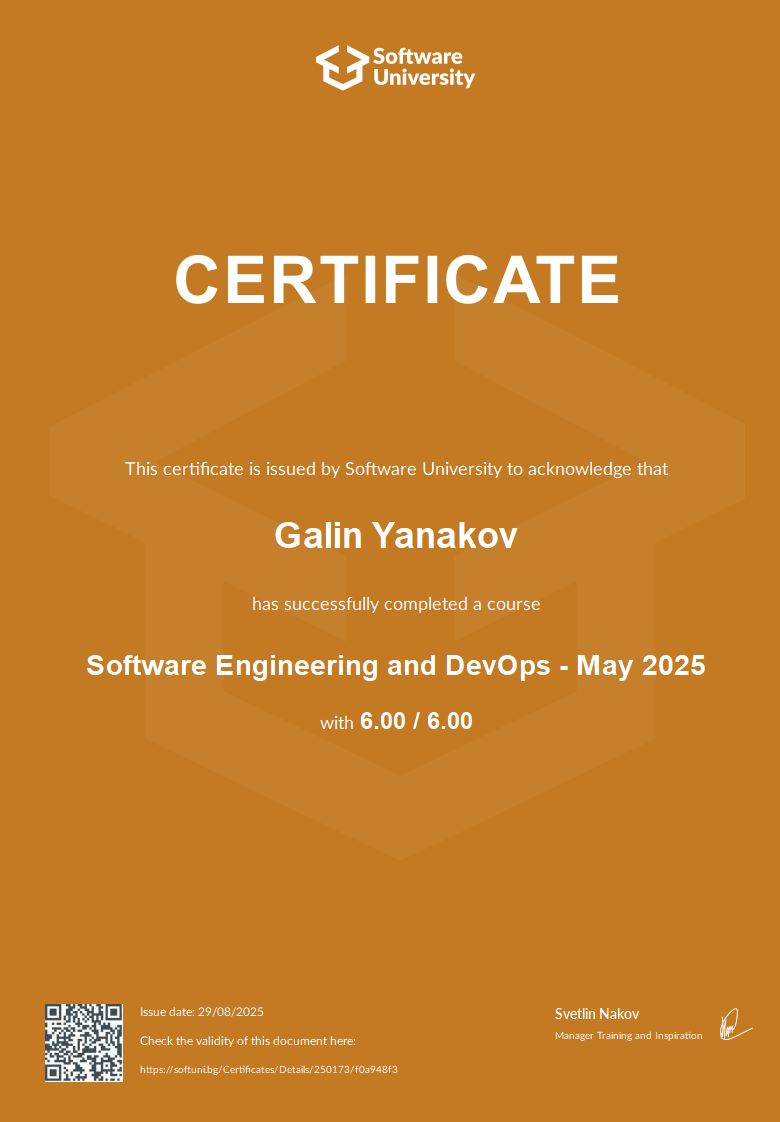 Software
University
CERTIFICATE
This certificate is issued by Software University to acknowledge that
Galin Yanakov
has successfully completed a course
Software Engineering and DevOps - May 2025
with 6.00 / 6.00
Issue date: 29/08/2025
Check the validity of this document here:
https://softuni.bg/Certificates/Details/250173/f0a948f3
Svetlin Nakov
Manager Training and Inspiration